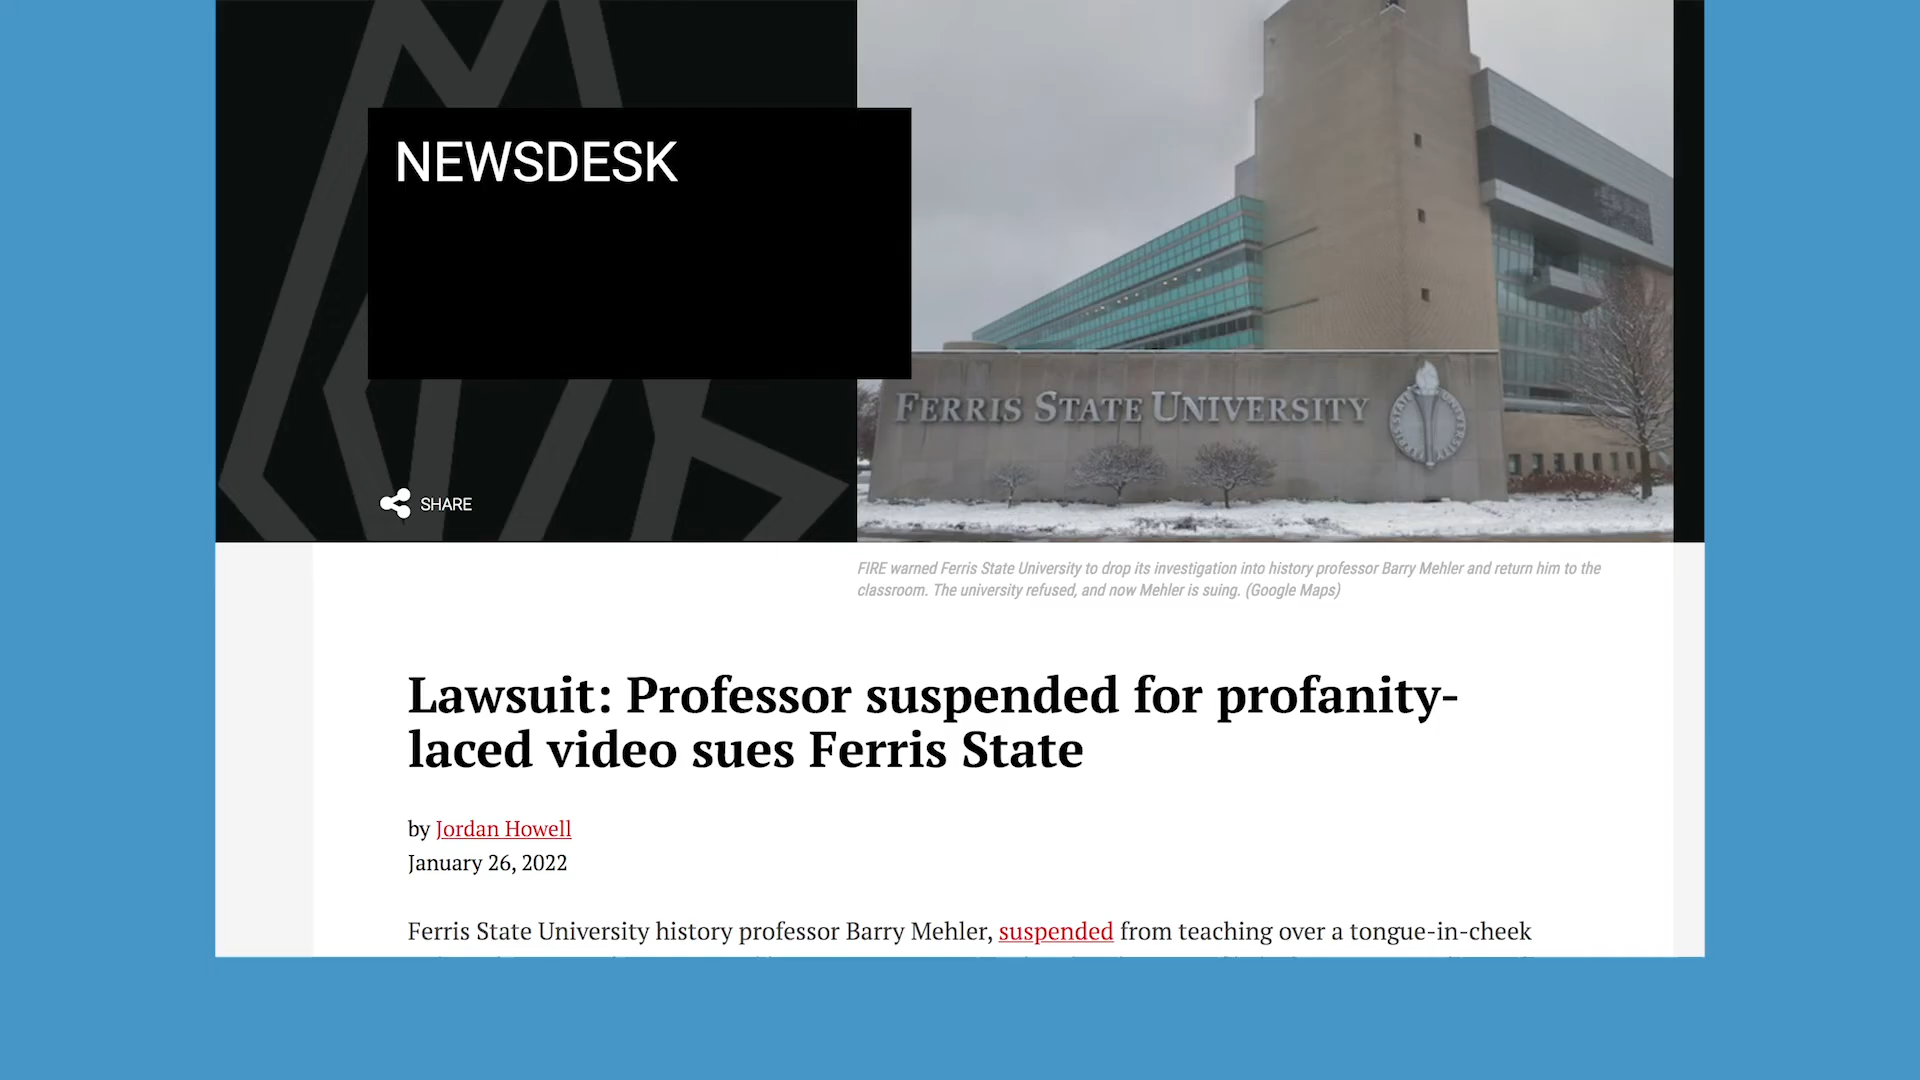 NEWSDESK
FERRIS STATE UNIVERSITY
SHARE
FIRE warned Ferris State University to drop its investigation into history professor Barry Mehler and return him to the
classroom. The university refused, and now Mehler is suing. (Google Maps)
Lawsuit: Professor suspended for profanity-
laced video sues Ferris State
by Jordan Howell
January 26, 2022
Ferris State University history professor Barry Mehler, suspended from teaching over a tongue-in-cheek